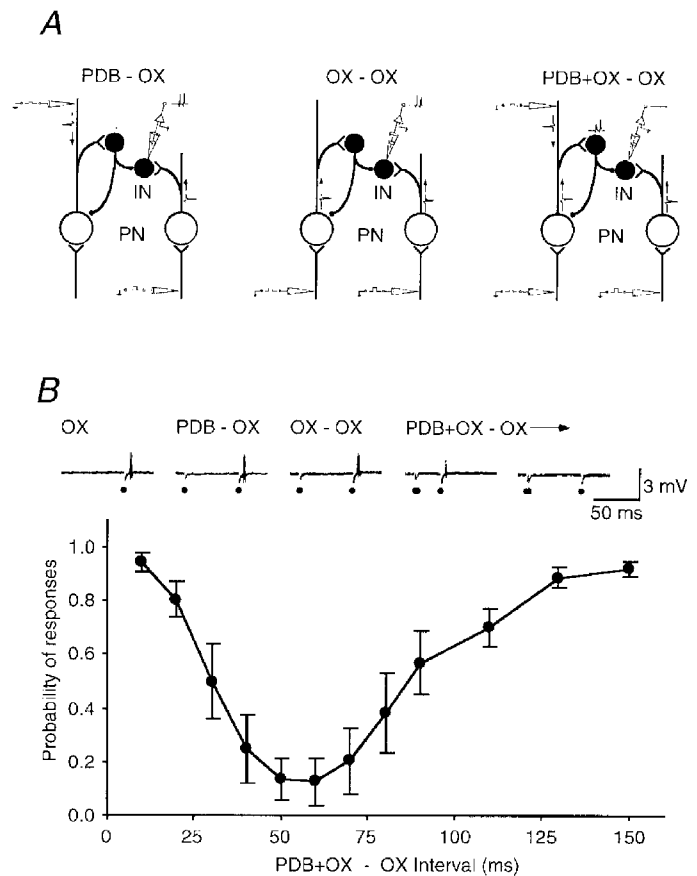 A
PDB - OX
OX - OX
PDB+OX - OX
IN
PN
IN
PN
IN
PN
B
OX
PDB - OX
OX - OX
PDB+OX - OX
3 mV
50 ms
Probability of responses
1.0
0.8
0.6
0.4
0.2
0.0
0 25 50 75 100 125 150
PDB+OX - OX Interval (ms)